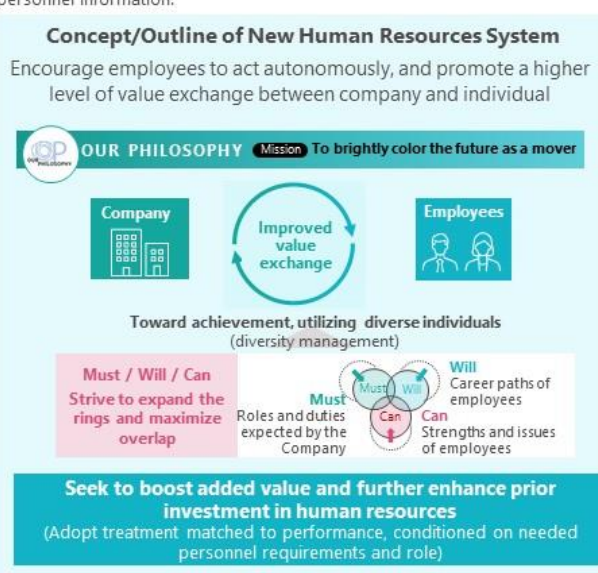 personnel information.
Concept/Outline of New Human Resources System
Encourage employees to act autonomously, and promote a higher
level of value exchange between company and individual
OP
OUR PHILOSOPHY
OUR PHILOSOPHY Mission To brightly color the future as a mover
Company
Improved
value
exchange
Employees
Toward achievement, utilizing diverse individuals
(diversity management)
Must / Will / Can
Strive to expand the
rings and maximize
overlap
Must
Roles and duties
expected by the
Company
Must
Will
Can
Will
Career paths of
employees
Can
Strengths and issues
of employees
Seek to boost added value and further enhance prior
investment in human resources
(Adopt treatment matched to performance, conditioned on needed
personnel requirements and role)